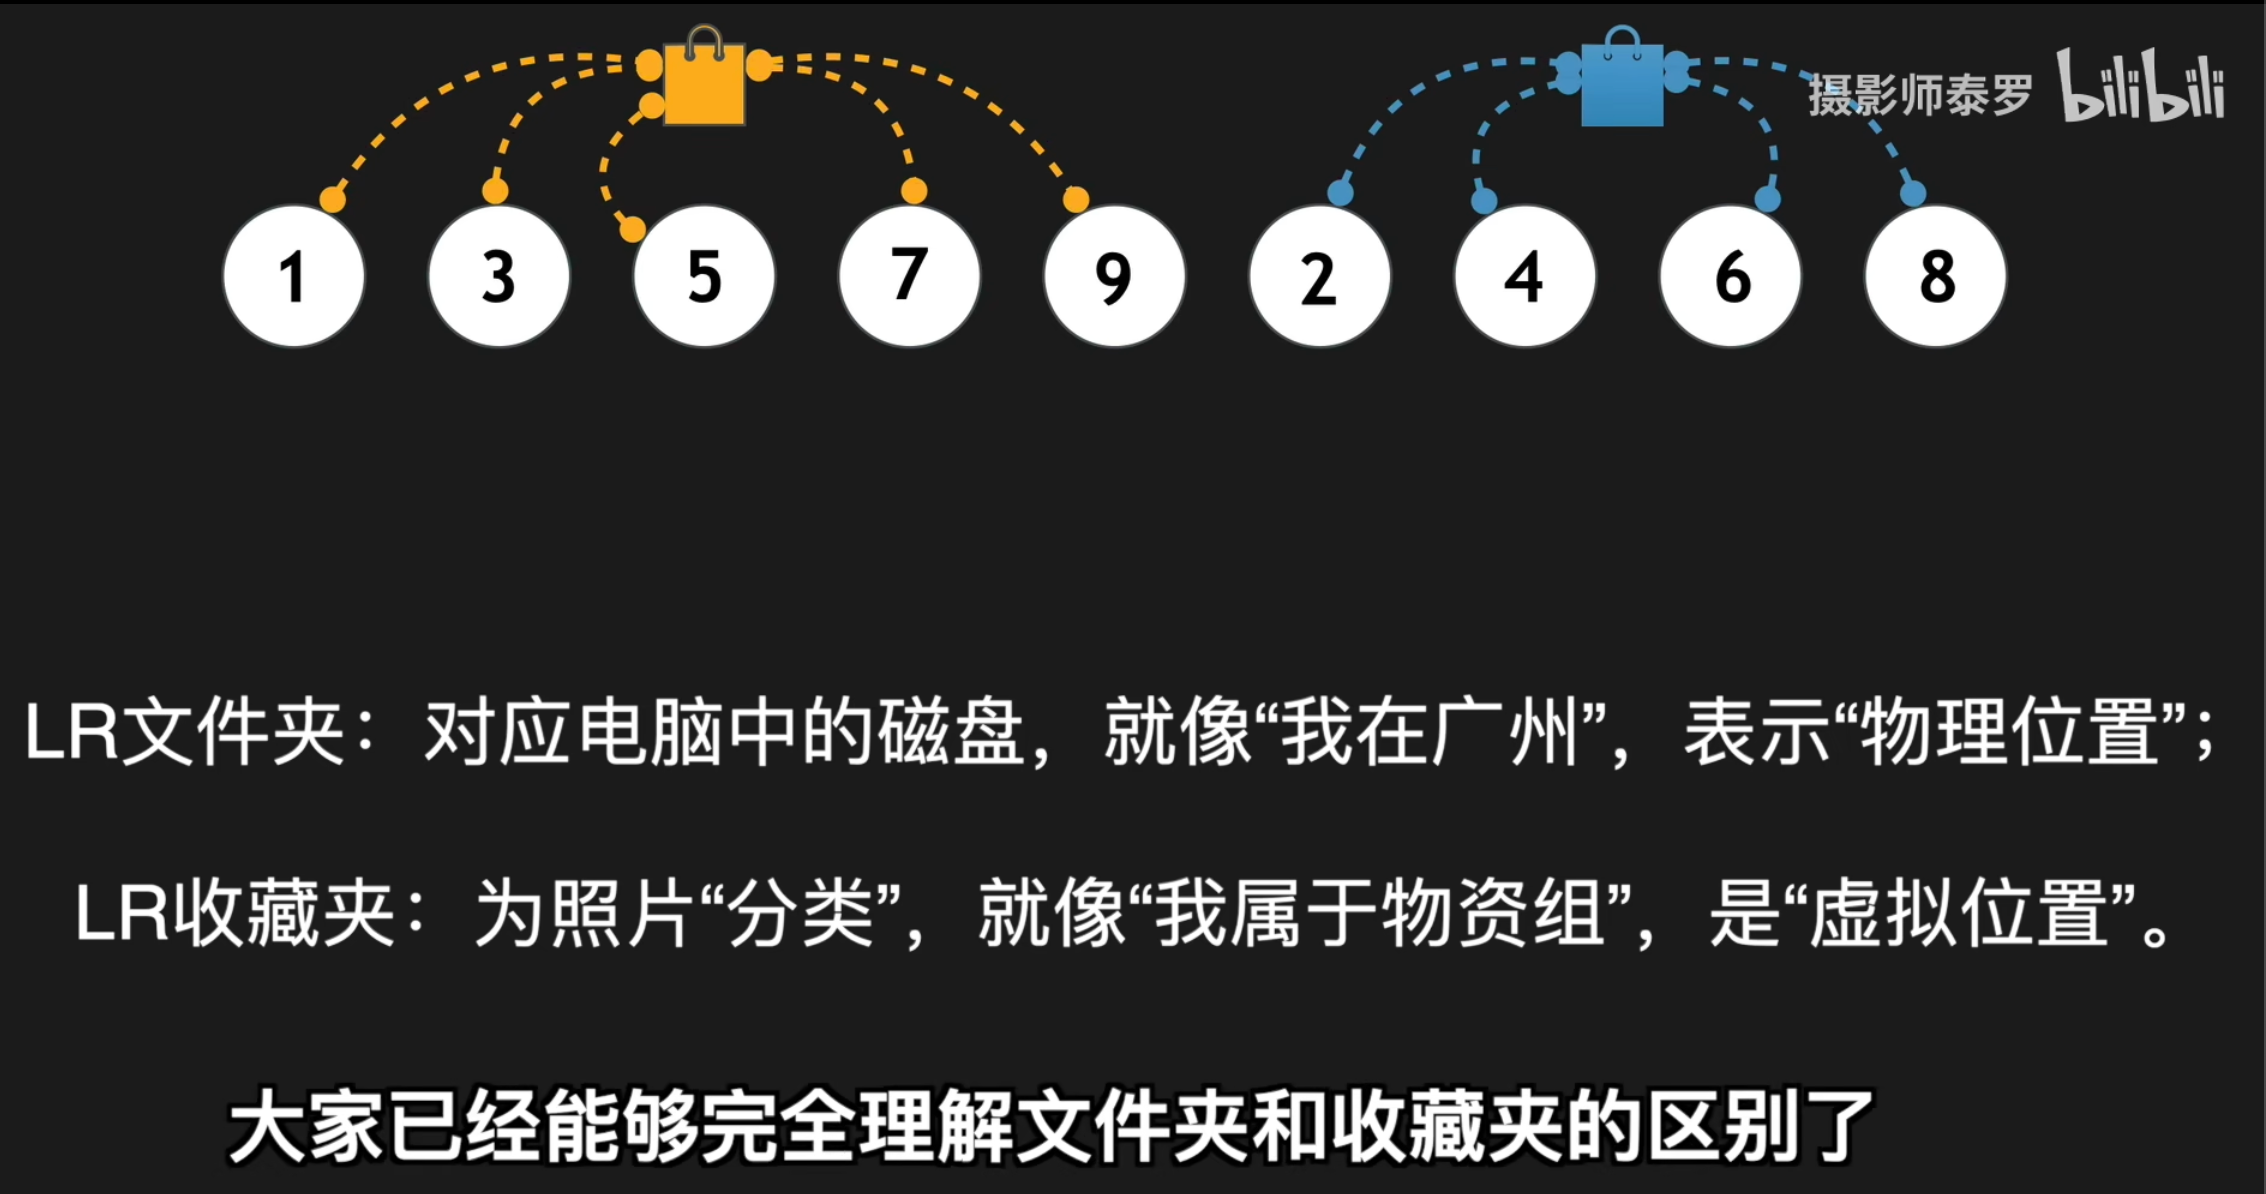 摄影师泰罗 bilibili
1 3 5 7 9 2 4 6 8
LR文件夹：对应电脑中的磁盘，就像“我在广州”，表示“物理位置”；
LR收藏夹：为照片“分类”，就像“我属于物资组”，是“虚拟位置”。
大家已经能够完全理解文件夹和收藏夹的区别了